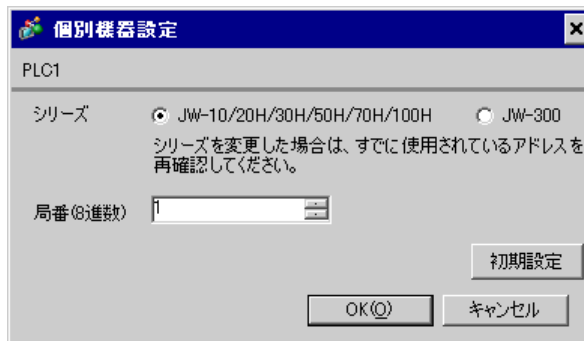 個別機器設定
PLC1
シリーズ JW-10/20H/30H/50H/70H/100H JW-300
シリーズを変更した場合は、すでに使用されているアドレスを
再確認してください。
局番(8進数) 1
初期設定
OK(O) キャンセル